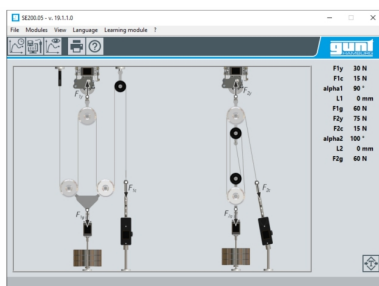 SE200.05 - v. 19.1.1.0
File Modules View Language Learning module ?
gunt
F1y 30 N
F1c 15 N
alpha1 90 °
L1 0 mm
F1g 60 N
F2y 75 N
F2c 15 N
alpha2 100 °
L2 0 mm
F2g 60 N
F1y
F2y
F1c
F2c
F1g